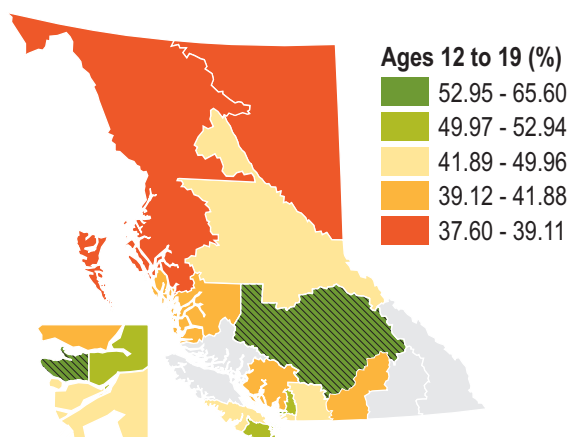 Ages 12 to 19 (%)
52.95 - 65.60
49.97 - 52.94
41.89 - 49.96
39.12 - 41.88
37.60 - 39.11